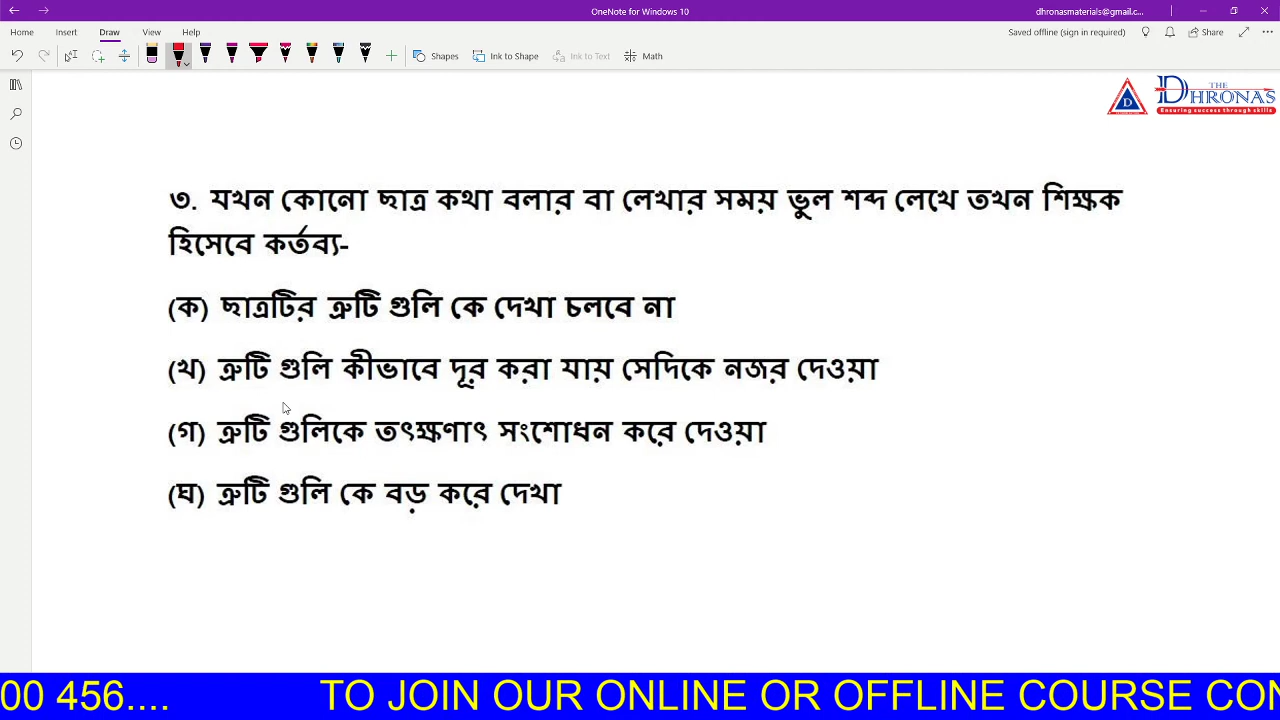 OneNote for Windows 10
dhronasmaterials@gmail.c...
Home Insert Draw View Help
Saved offline (sign in required)
Share
Shapes Ink to Shape Ink to Text Math
THE
DHRONAS
Ensuring success through skills
D
৩. যখন কোনো ছাত্র কথা বলার বা লেখার সময় ভুল শব্দ লেখে তখন শিক্ষক
হিসেবে কর্তব্য-
(ক) ছাত্রটির ত্রুটি গুলি কে দেখা চলবে না
(খ) ত্রুটি গুলি কীভাবে দূর করা যায় সেদিকে নজর দেওয়া
(গ) ত্রুটি গুলিকে তৎক্ষণাৎ সংশোধন করে দেওয়া
(ঘ) ত্রুটি গুলি কে বড় করে দেখা
00 456.... TO JOIN OUR ONLINE OR OFFLINE COURSE CON